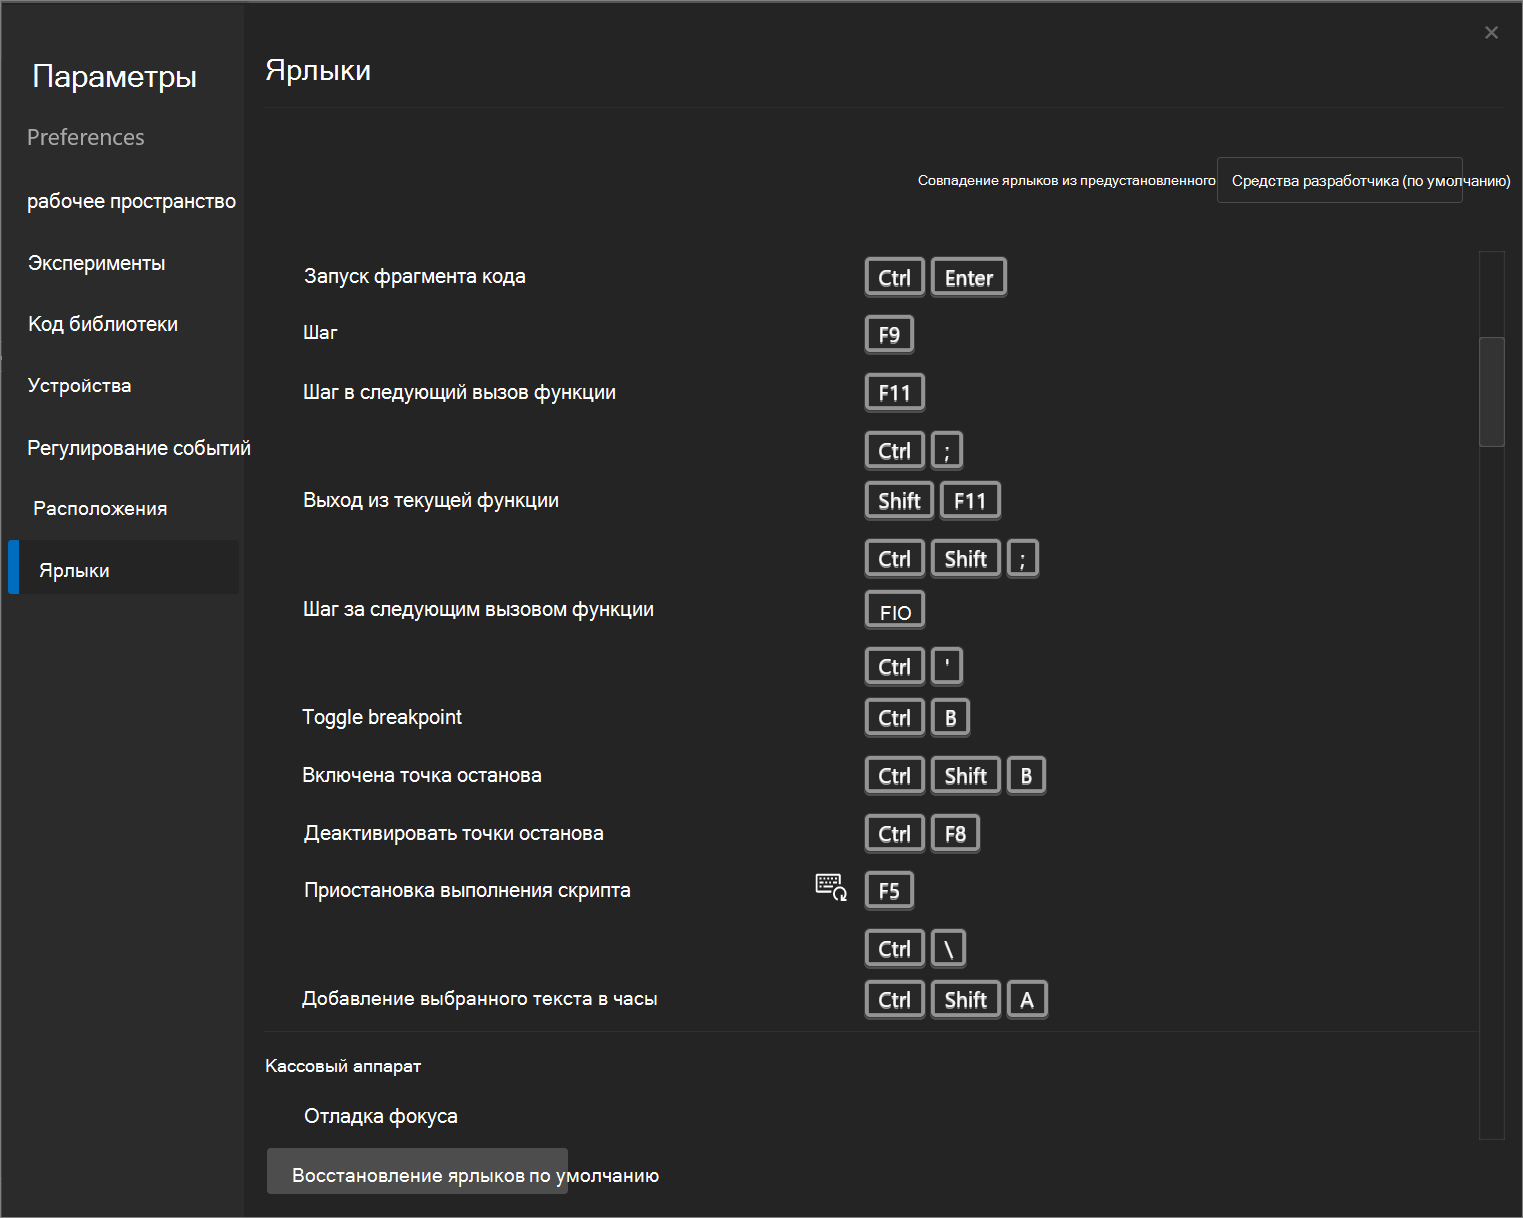 Параметры
Preferences
рабочее пространство
Эксперименты
Код библиотеки
Устройства
Регулирование событий
Расположения
Ярлыки
Ярлыки
Совпадение ярлыков из предустановленного Средства разработчика (по умолчанию)
Запуск фрагмента кода Ctrl Enter
Шаг F9
Шаг в следующий вызов функции F11
Ctrl ;
Выход из текущей функции Shift F11
Ctrl Shift ;
Шаг за следующим вызовом функции FIO
Ctrl '
Toggle breakpoint Ctrl B
Включена точка останова Ctrl Shift B
Деактивировать точки останова Ctrl F8
Приостановка выполнения скрипта F5
Ctrl \
Добавление выбранного текста в часы Ctrl Shift A
Кассовый аппарат
Отладка фокуса
Восстановление ярлыков по умолчанию